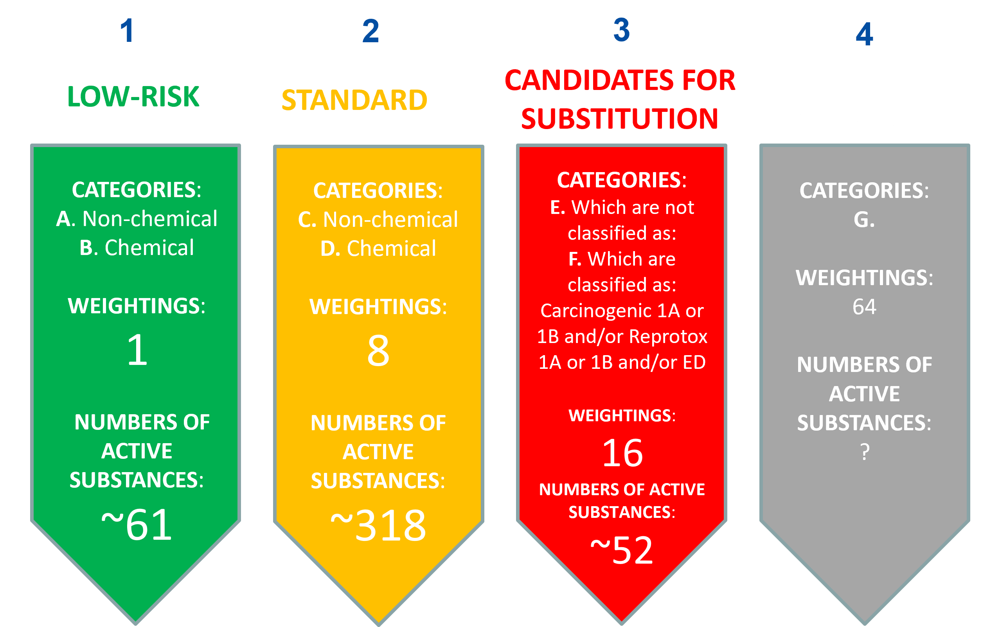 1
LOW-RISK
CATEGORIES:
A. Non-chemical
B. Chemical
WEIGHTINGS:
1
NUMBERS OF
ACTIVE
SUBSTANCES:
~61
2
STANDARD
CATEGORIES:
C. Non-chemical
D. Chemical
WEIGHTINGS:
8
NUMBERS OF
ACTIVE
SUBSTANCES:
~318
3
CANDIDATES FOR
SUBSTITUTION
CATEGORIES:
E. Which are not
classified as:
F. Which are
classified as:
Carcinogenic 1A or
1B and/or Reprotox
1A or 1B and/or ED
WEIGHTINGS:
16
NUMBERS OF ACTIVE
SUBSTANCES:
~52
4
CATEGORIES:
G.
WEIGHTINGS:
64
NUMBERS OF
ACTIVE
SUBSTANCES:
?